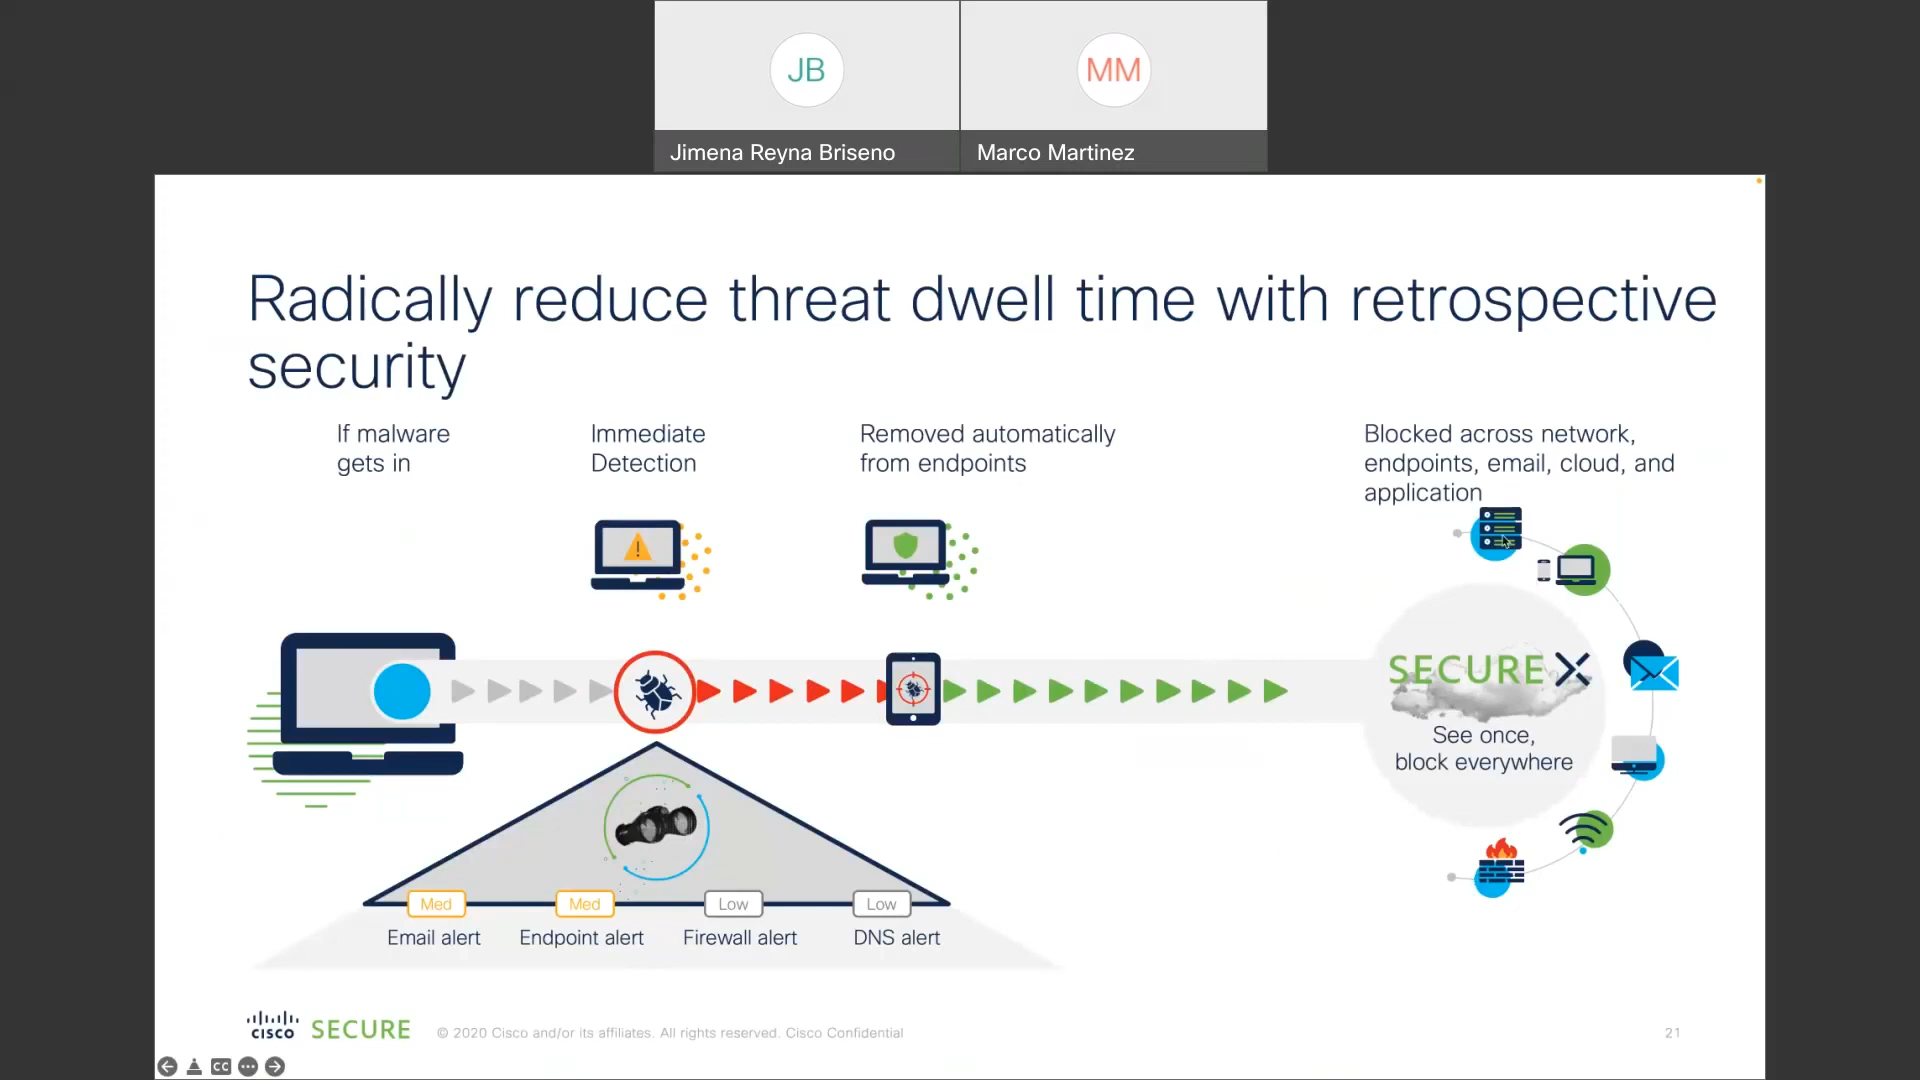 JB
MM
Jimena Reyna Briseno
Marco Martinez
Radically reduce threat dwell time with retrospective
security
If malware
gets in
Immediate
Detection
Removed automatically
from endpoints
Blocked across network,
endpoints, email, cloud, and
application
SECUREX
See once,
block everywhere
Med
Med
Low
Low
Email alert
Endpoint alert
Firewall alert
DNS alert
CISCO SECURE
© 2020 Cisco and/or its affiliates. All rights reserved. Cisco Confidential
21
CC